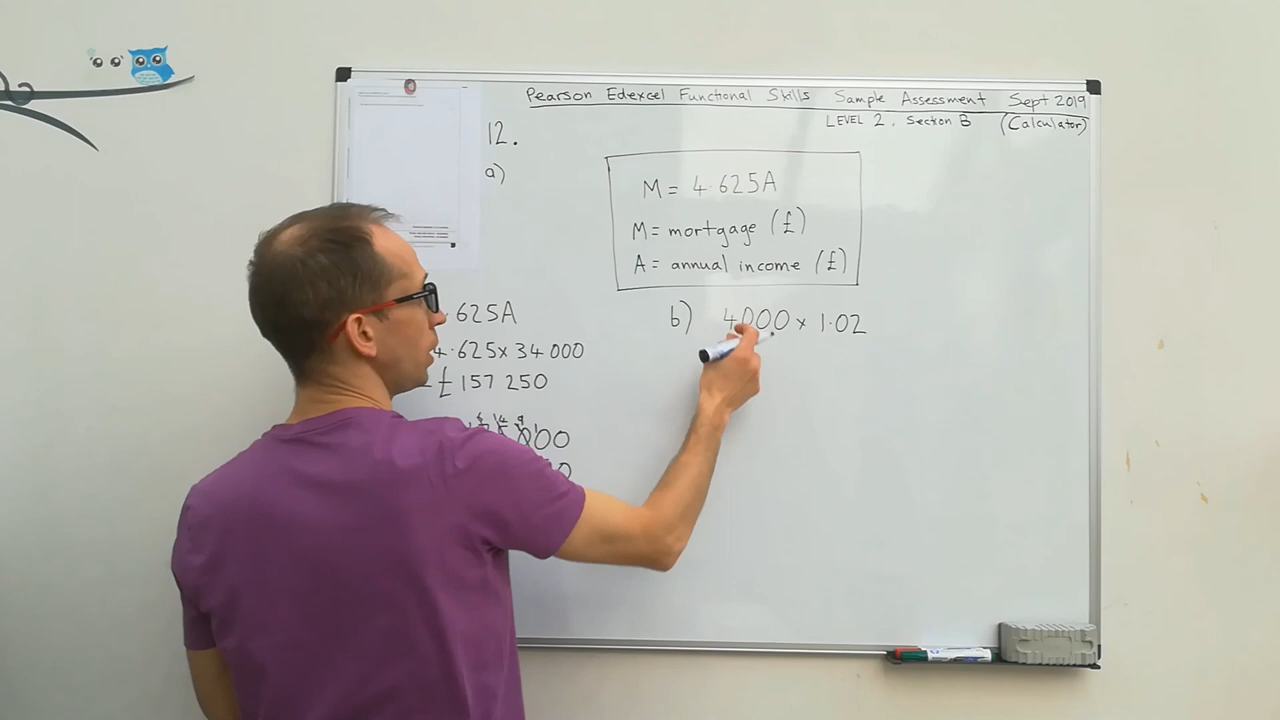 Pearson Edexcel Functional Skills Sample Assessment Sept 2019
LEVEL 2, Section B (Calculator)
12.
a)
M = 4.625A
M = mortgage (£)
A = annual income (£)
625A
4.625 x 34 000
£157 250
b) 4000 x 1.02